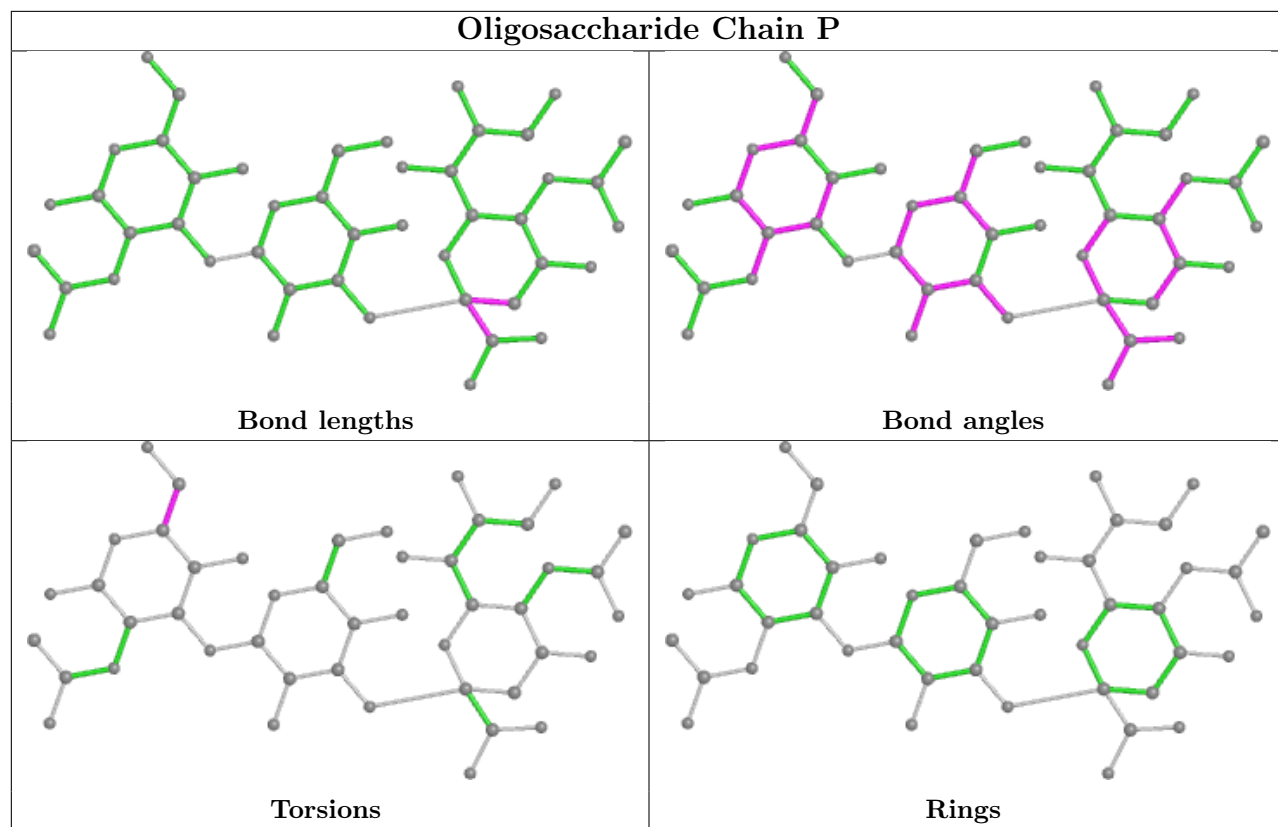 Oligosaccharide Chain P
Bond lengths
Bond angles
Torsions
Rings